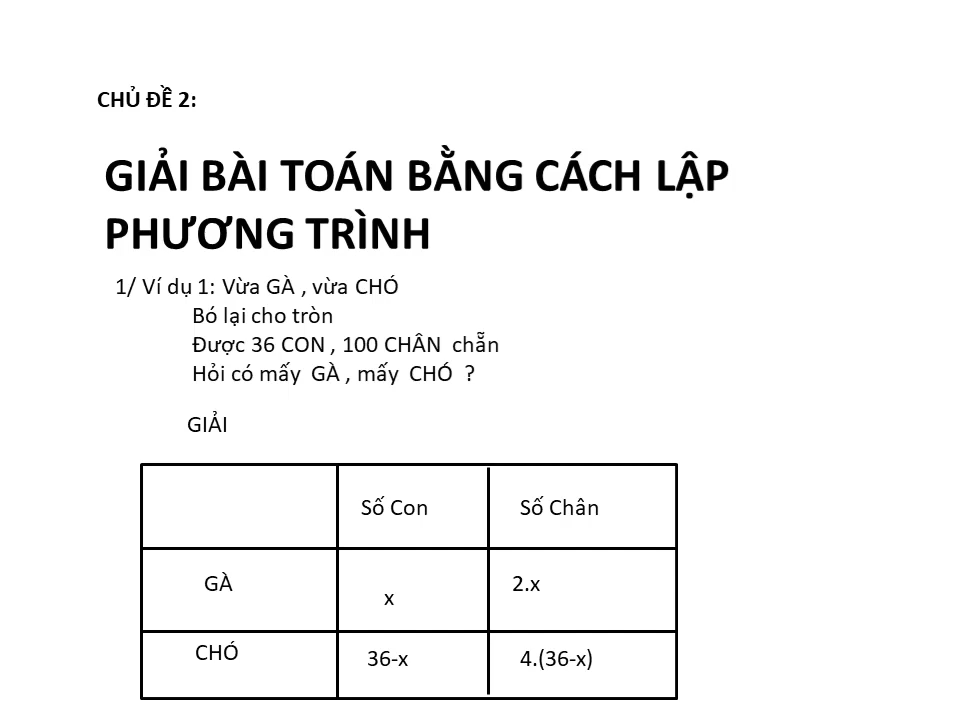 CHỦ ĐỀ 2:
GIẢI BÀI TOÁN BẰNG CÁCH LẬP
PHƯƠNG TRÌNH
1/ Ví dụ 1: Vừa GÀ , vừa CHÓ
Bó lại cho tròn
Được 36 CON , 100 CHÂN chẵn
Hỏi có mấy GÀ , mấy CHÓ ?
GIẢI
Số Con Số Chân
GÀ x 2.x
CHÓ 36-x 4.(36-x)